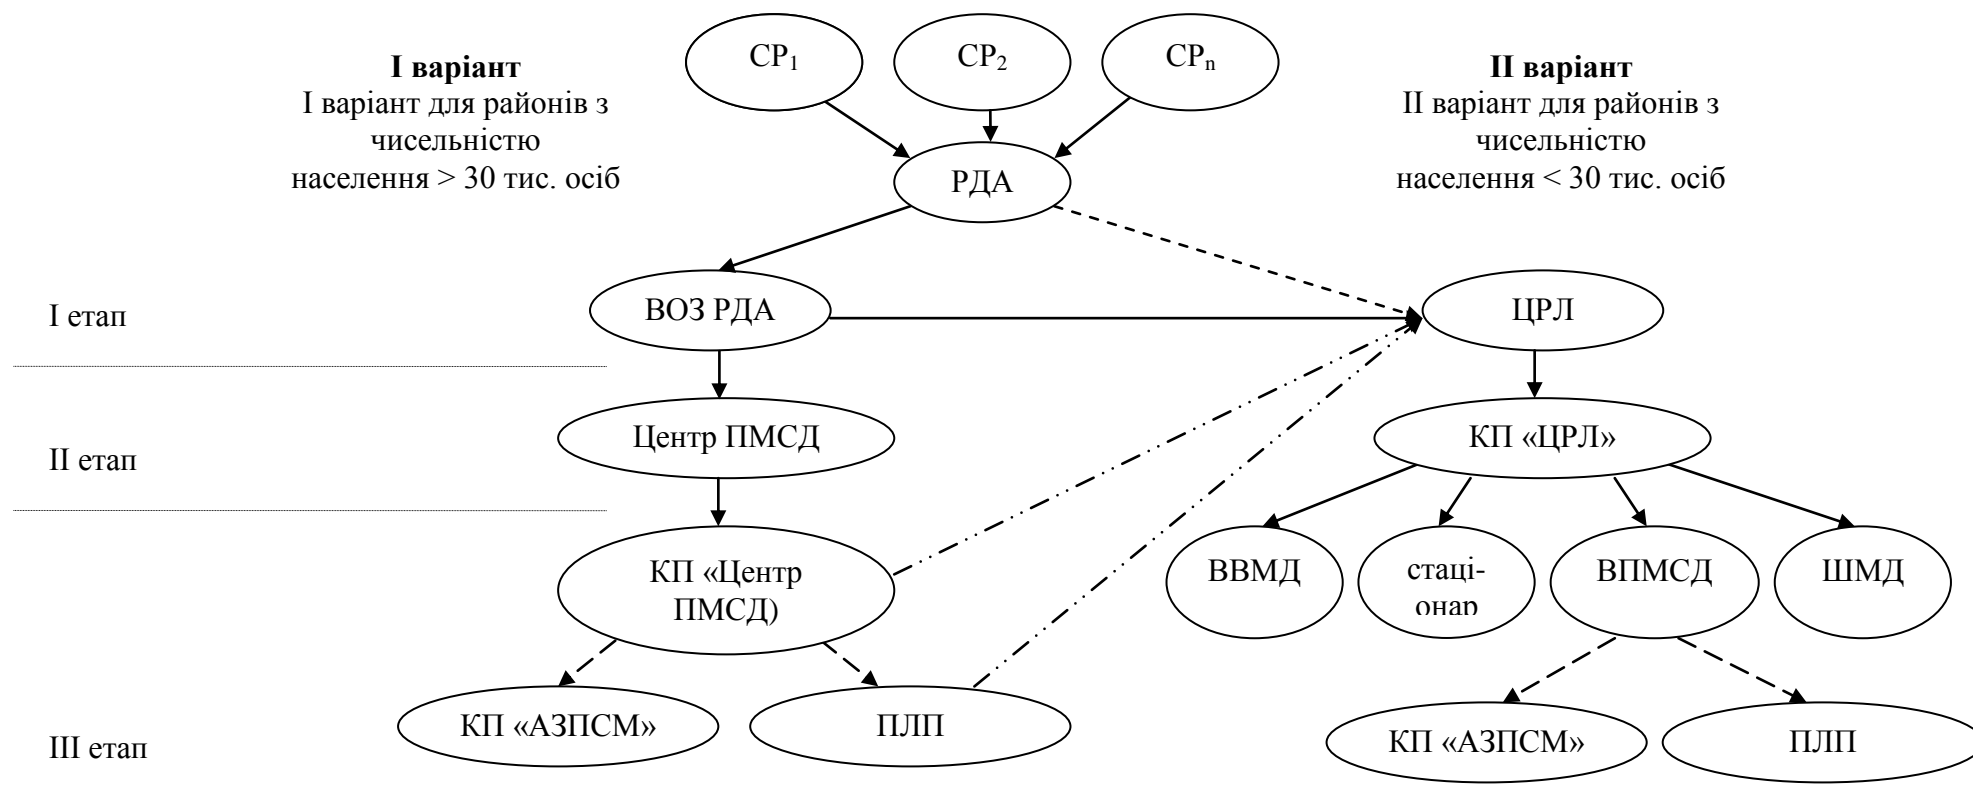 СР1
СР2
СРn
І варіант
І варіант для районів з
чисельністю
населення > 30 тис. осіб
ІІ варіант
ІІ варіант для районів з
чисельністю
населення < 30 тис. осіб
РДА
І етап
ВОЗ РДА
ЦРЛ
ІІ етап
Центр ПМСД
КП «ЦРЛ»
КП «Центр
ПМСД)
ВВМД
стаці-
онар
ВПМСД
ШМД
ІІІ етап
КП «АЗПСМ»
ПЛП
КП «АЗПСМ»
ПЛП